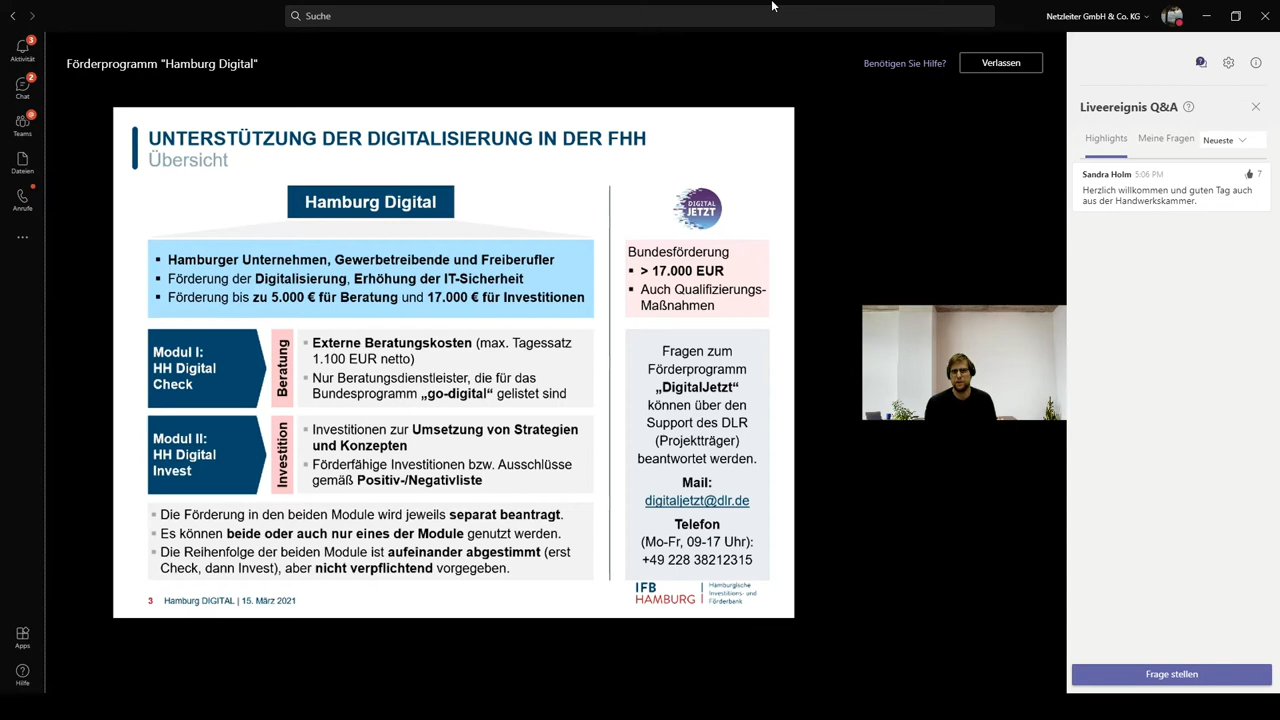 Suche
Netzleiter GmbH & Co. KG
3
Aktivität
2
Chat
Teams
Dateien
Anrufe
Apps
Hilfe
Förderprogramm "Hamburg Digital"
Benötigen Sie Hilfe?
Verlassen
UNTERSTÜTZUNG DER DIGITALISIERUNG IN DER FHH
Übersicht
Hamburg Digital
▪ Hamburger Unternehmen, Gewerbetreibende und Freiberufler
▪ Förderung der Digitalisierung, Erhöhung der IT-Sicherheit
▪ Förderung bis zu 5.000 € für Beratung und 17.000 € für Investitionen
Modul I:
HH Digital
Check
Beratung
▪ Externe Beratungskosten (max. Tagessatz
1.100 EUR netto)
▪ Nur Beratungsdienstleister, die für das
Bundesprogramm „go-digital“ gelistet sind
Modul II:
HH Digital
Invest
Investition
▪ Investitionen zur Umsetzung von Strategien
und Konzepten
▪ Förderfähige Investitionen bzw. Ausschlüsse
gemäß Positiv-/Negativliste
▪ Die Förderung in den beiden Module wird jeweils separat beantragt.
▪ Es können beide oder auch nur eines der Module genutzt werden.
▪ Die Reihenfolge der beiden Module ist aufeinander abgestimmt (erst
Check, dann Invest), aber nicht verpflichtend vorgegeben.
DIGITAL
JETZT
Bundesförderung
▪ > 17.000 EUR
▪ Auch Qualifizierungs-
Maßnahmen
Fragen zum
Förderprogramm
„DigitalJetzt“
können über den
Support des DLR
(Projektträger)
beantwortet werden.
Mail:
digitaljetzt@dlr.de
Telefon
(Mo-Fr, 09-17 Uhr):
+49 228 38212315
3 Hamburg DIGITAL | 15. März 2021
IFB
HAMBURG
Hamburgische
Investitions- und
Förderbank
Liveereignis Q&A
Highlights
Meine Fragen
Neueste
Sandra Holm 5:06 PM
7
Herzlich willkommen und guten Tag auch
aus der Handwerkskammer.
Frage stellen